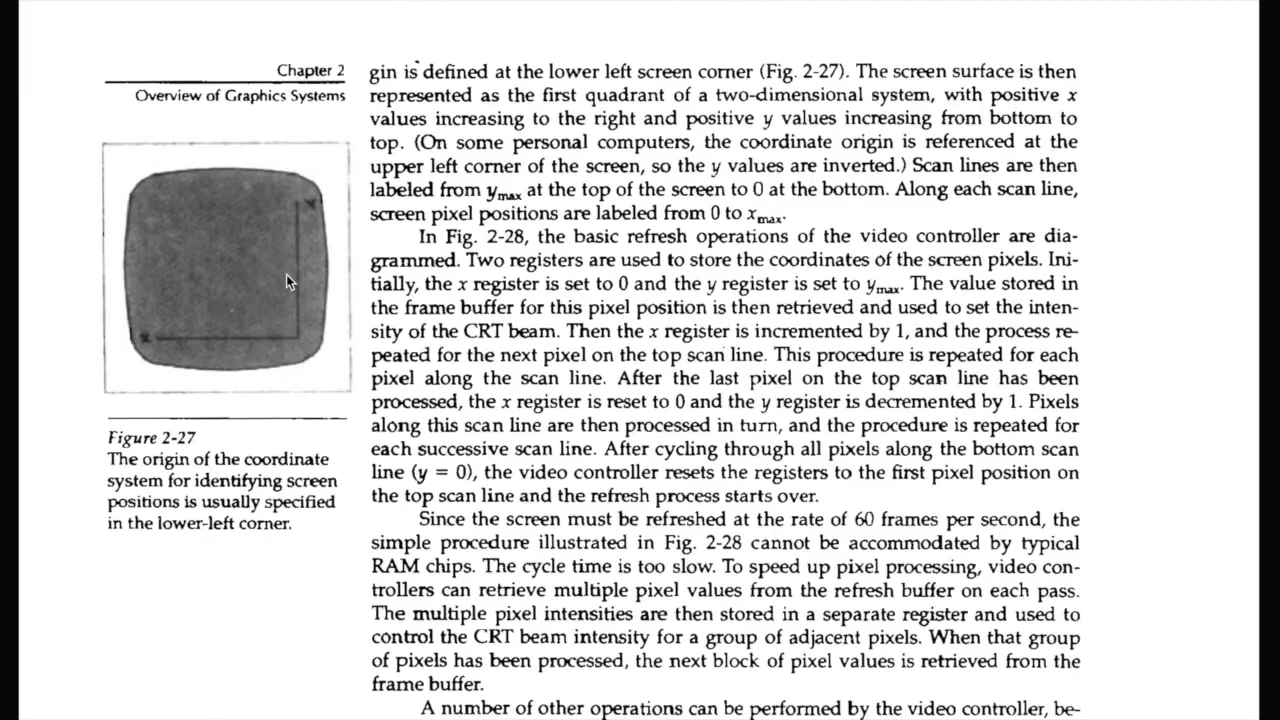 Chapter 2
Overview of Graphics Systems
gin is defined at the lower left screen corner (Fig. 2-27). The screen surface is then
represented as the first quadrant of a two-dimensional system, with positive x
values increasing to the right and positive y values increasing from bottom to
top. (On some personal computers, the coordinate origin is referenced at the
upper left corner of the screen, so the y values are inverted.) Scan lines are then
labeled from ymax at the top of the screen to 0 at the bottom. Along each scan line,
screen pixel positions are labeled from 0 to xmax.
In Fig. 2-28, the basic refresh operations of the video controller are dia-
grammed. Two registers are used to store the coordinates of the screen pixels. Ini-
tially, the x register is set to 0 and the y register is set to ymax. The value stored in
the frame buffer for this pixel position is then retrieved and used to set the inten-
sity of the CRT beam. Then the x register is incremented by 1, and the process re-
peated for the next pixel on the top scan line. This procedure is repeated for each
pixel along the scan line. After the last pixel on the top scan line has been
processed, the x register is reset to 0 and the y register is decremented by 1. Pixels
along this scan line are then processed in turn, and the procedure is repeated for
each successive scan line. After cycling through all pixels along the bottom scan
line (y = 0), the video controller resets the registers to the first pixel position on
the top scan line and the refresh process starts over.
Since the screen must be refreshed at the rate of 60 frames per second, the
simple procedure illustrated in Fig. 2-28 cannot be accommodated by typical
RAM chips. The cycle time is too slow. To speed up pixel processing, video con-
trollers can retrieve multiple pixel values from the refresh buffer on each pass.
The multiple pixel intensities are then stored in a separate register and used to
control the CRT beam intensity for a group of adjacent pixels. When that group
of pixels has been processed, the next block of pixel values is retrieved from the
frame buffer.
A number of other operations can be performed by the video controller, be-
Figure 2-27
The origin of the coordinate
system for identifying screen
positions is usually specified
in the lower-left corner.